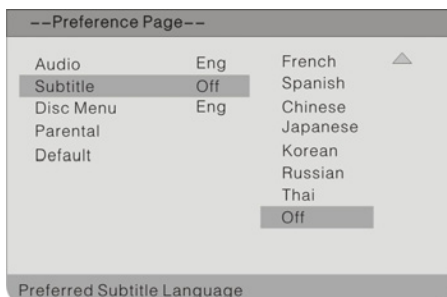 --Preference Page--
Audio Eng
Subtitle Off
Disc Menu Eng
Parental
Default
French
Spanish
Chinese
Japanese
Korean
Russian
Thai
Off
Preferred Subtitle Language